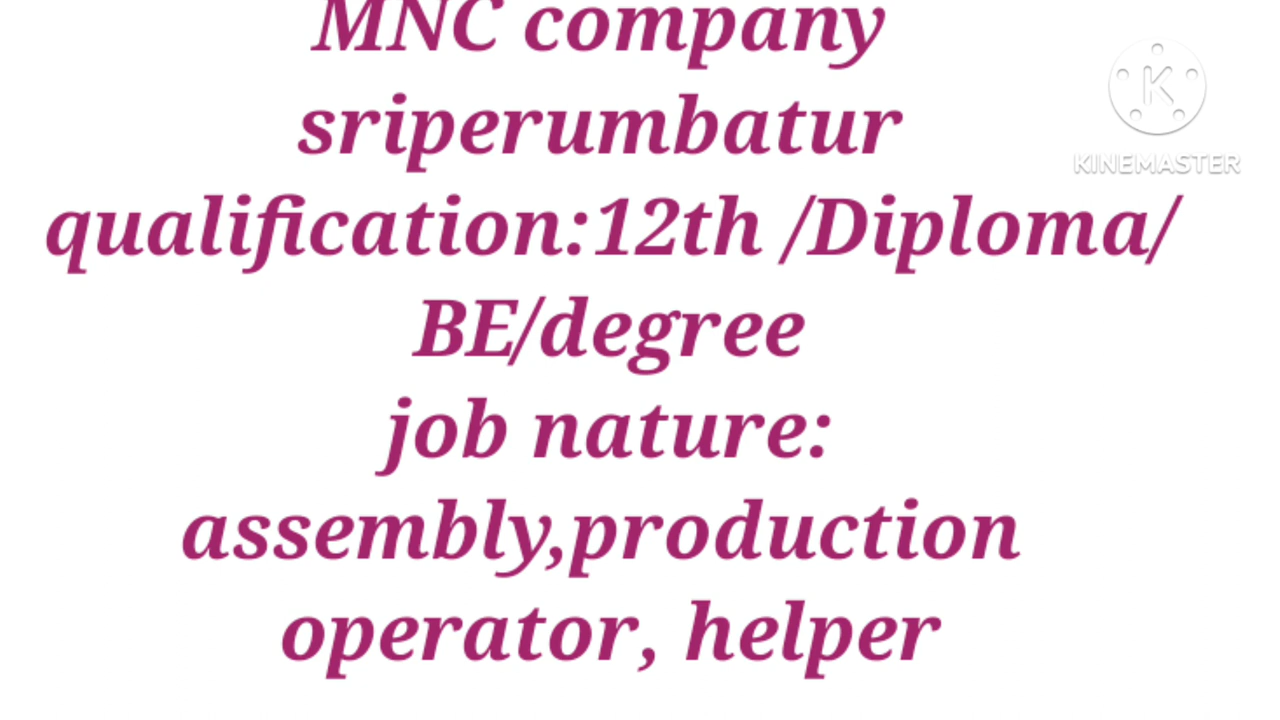 MNC company
sriperumbatur
qualification:12th /Diploma/
BE/degree
job nature:
assembly,production
operator, helper
K
KINEMASTER